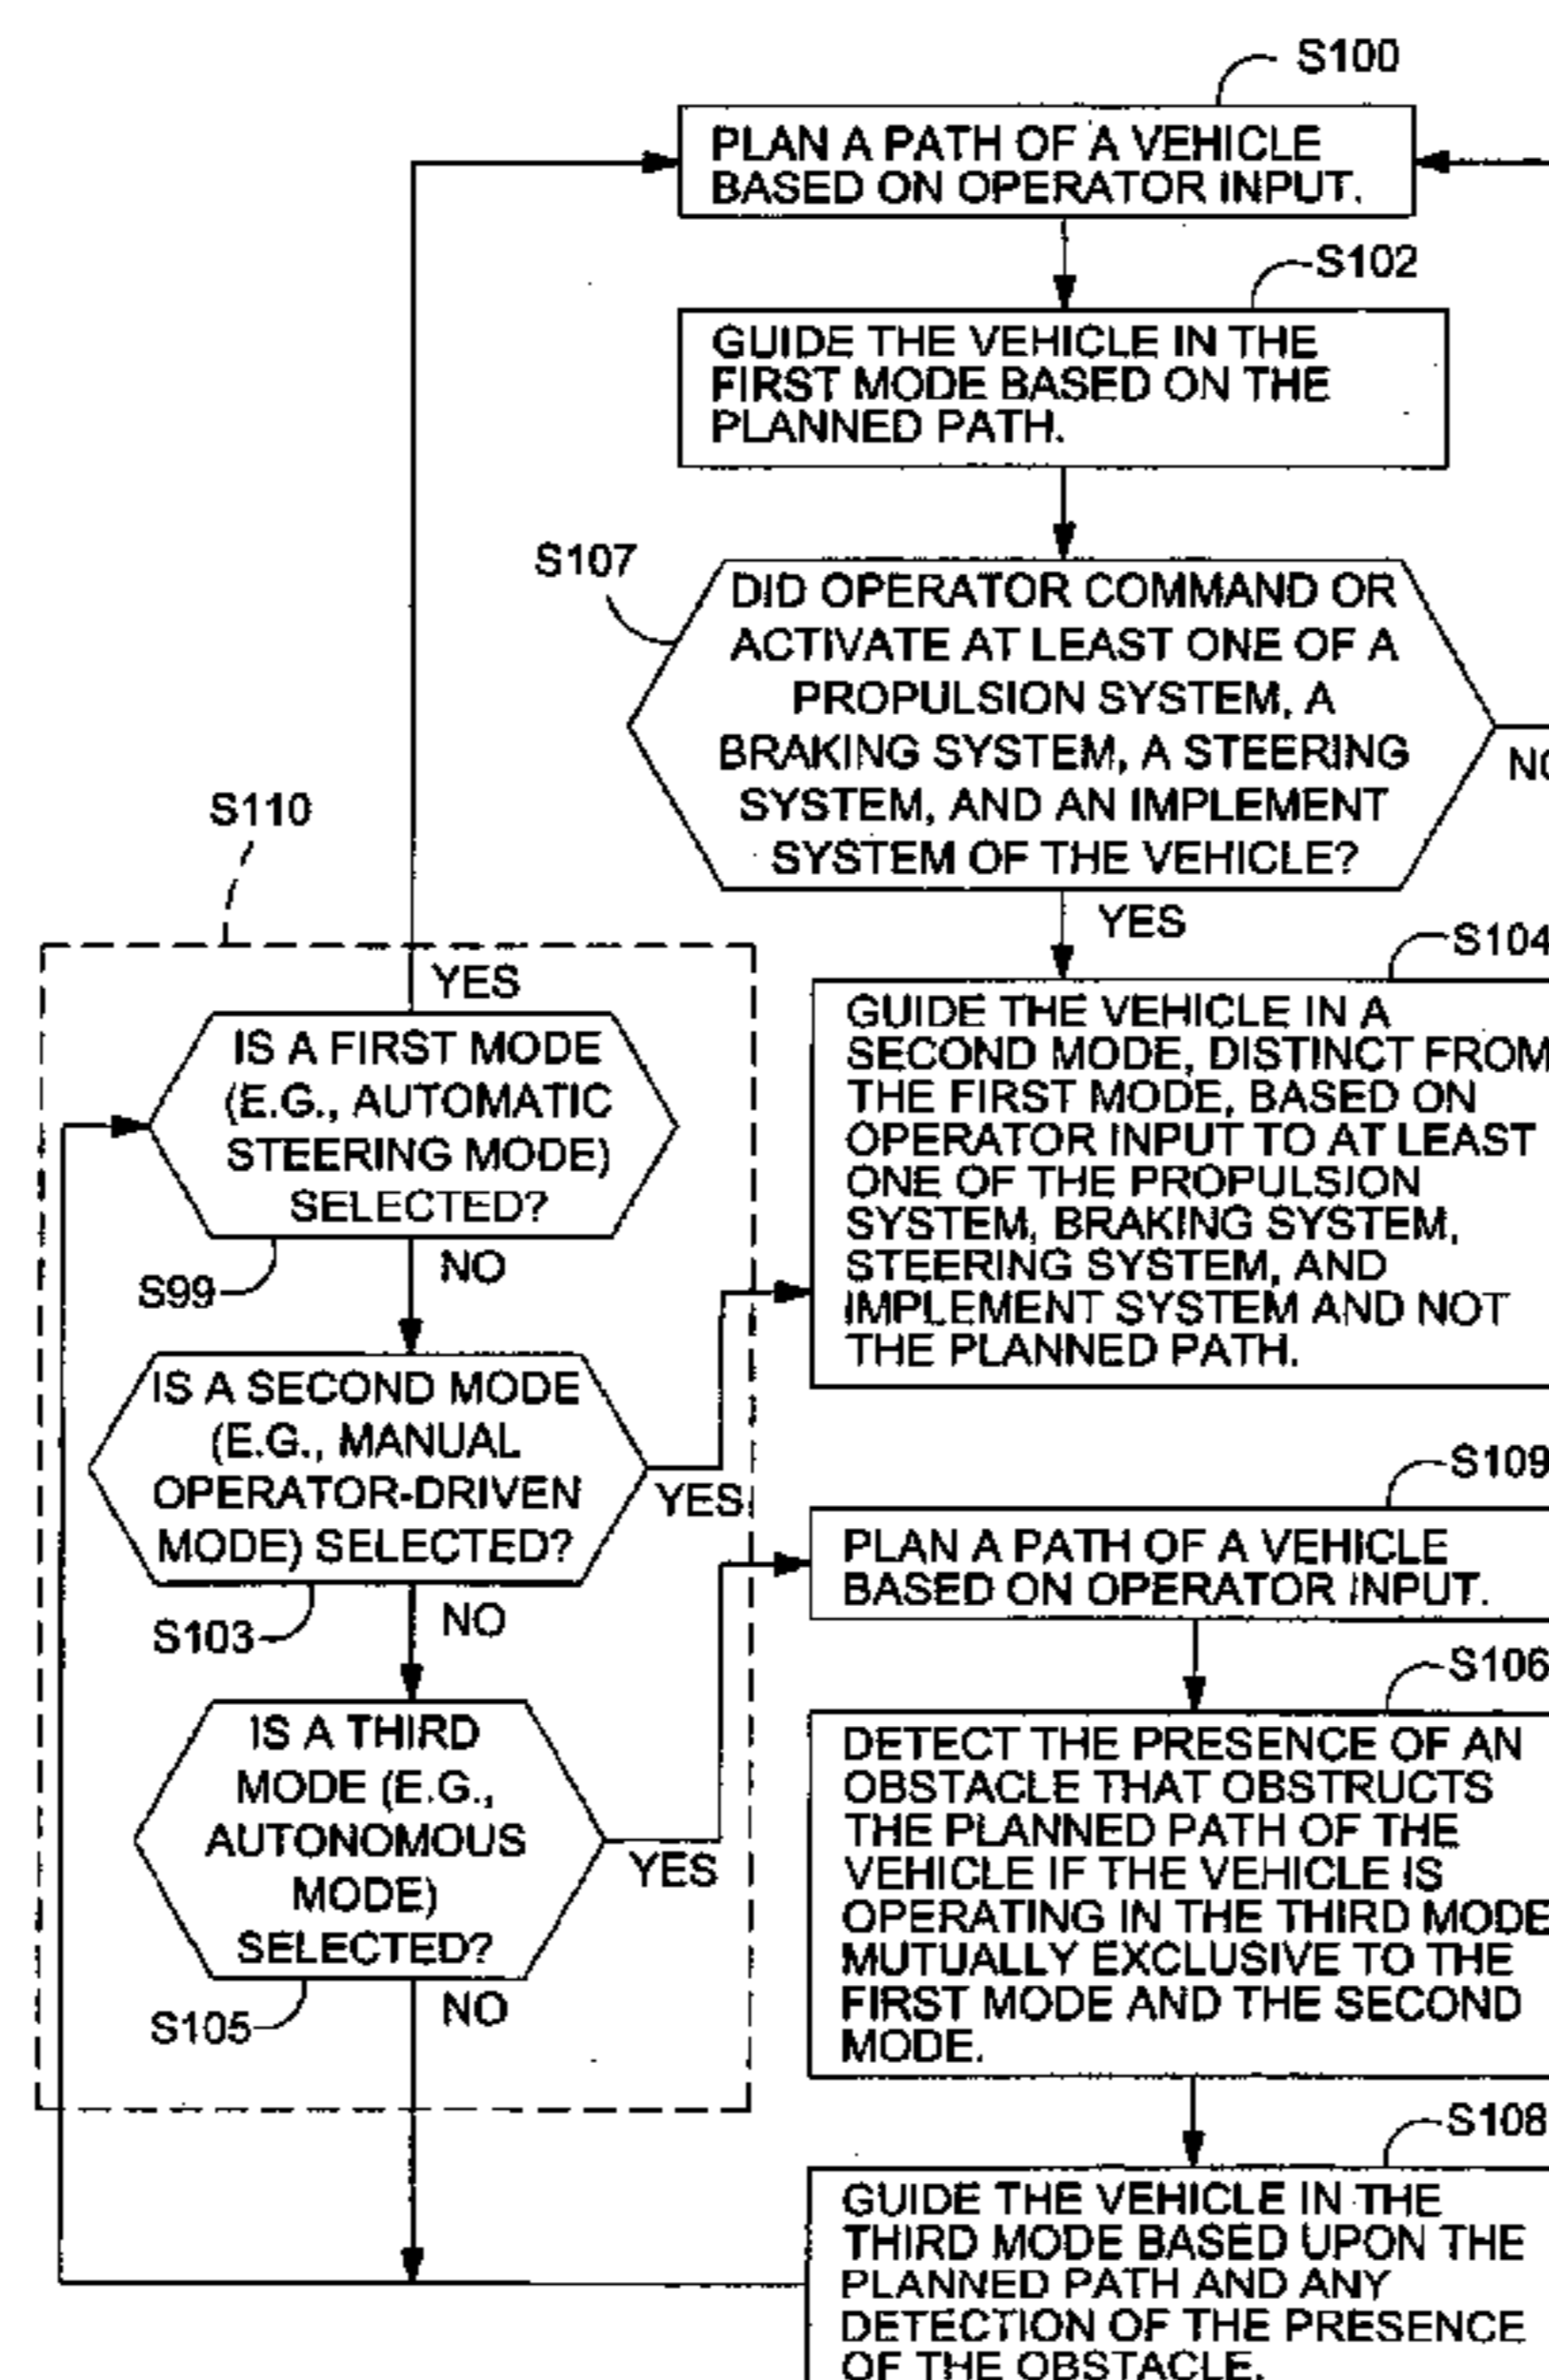 S100
PLAN A PATH OF A VEHICLE
BASED ON OPERATOR INPUT.
S102
GUIDE THE VEHICLE IN THE
FIRST MODE BASED ON THE
PLANNED PATH.
S107
DID OPERATOR COMMAND OR
ACTIVATE AT LEAST ONE OF A
PROPULSION SYSTEM, A
BRAKING SYSTEM, A STEERING
SYSTEM, AND AN IMPLEMENT
SYSTEM OF THE VEHICLE?
NO
YES
S110
YES
IS A FIRST MODE
(E.G., AUTOMATIC
STEERING MODE)
SELECTED?
S99
NO
S104
GUIDE THE VEHICLE IN A
SECOND MODE, DISTINCT FROM
THE FIRST MODE, BASED ON
OPERATOR INPUT TO AT LEAST
ONE OF THE PROPULSION
SYSTEM, BRAKING SYSTEM,
STEERING SYSTEM, AND
IMPLEMENT SYSTEM AND NOT
THE PLANNED PATH.
IS A SECOND MODE
(E.G., MANUAL
OPERATOR-DRIVEN
MODE) SELECTED?
YES
S103
NO
S109
PLAN A PATH OF A VEHICLE
BASED ON OPERATOR INPUT.
IS A THIRD
MODE (E.G.,
AUTONOMOUS
MODE)
SELECTED?
YES
S105
NO
S106
DETECT THE PRESENCE OF AN
OBSTACLE THAT OBSTRUCTS
THE PLANNED PATH OF THE
VEHICLE IF THE VEHICLE IS
OPERATING IN THE THIRD MODE
MUTUALLY EXCLUSIVE TO THE
FIRST MODE AND THE SECOND
MODE.
S108
GUIDE THE VEHICLE IN THE
THIRD MODE BASED UPON THE
PLANNED PATH AND ANY
DETECTION OF THE PRESENCE
OF THE OBSTACLE.